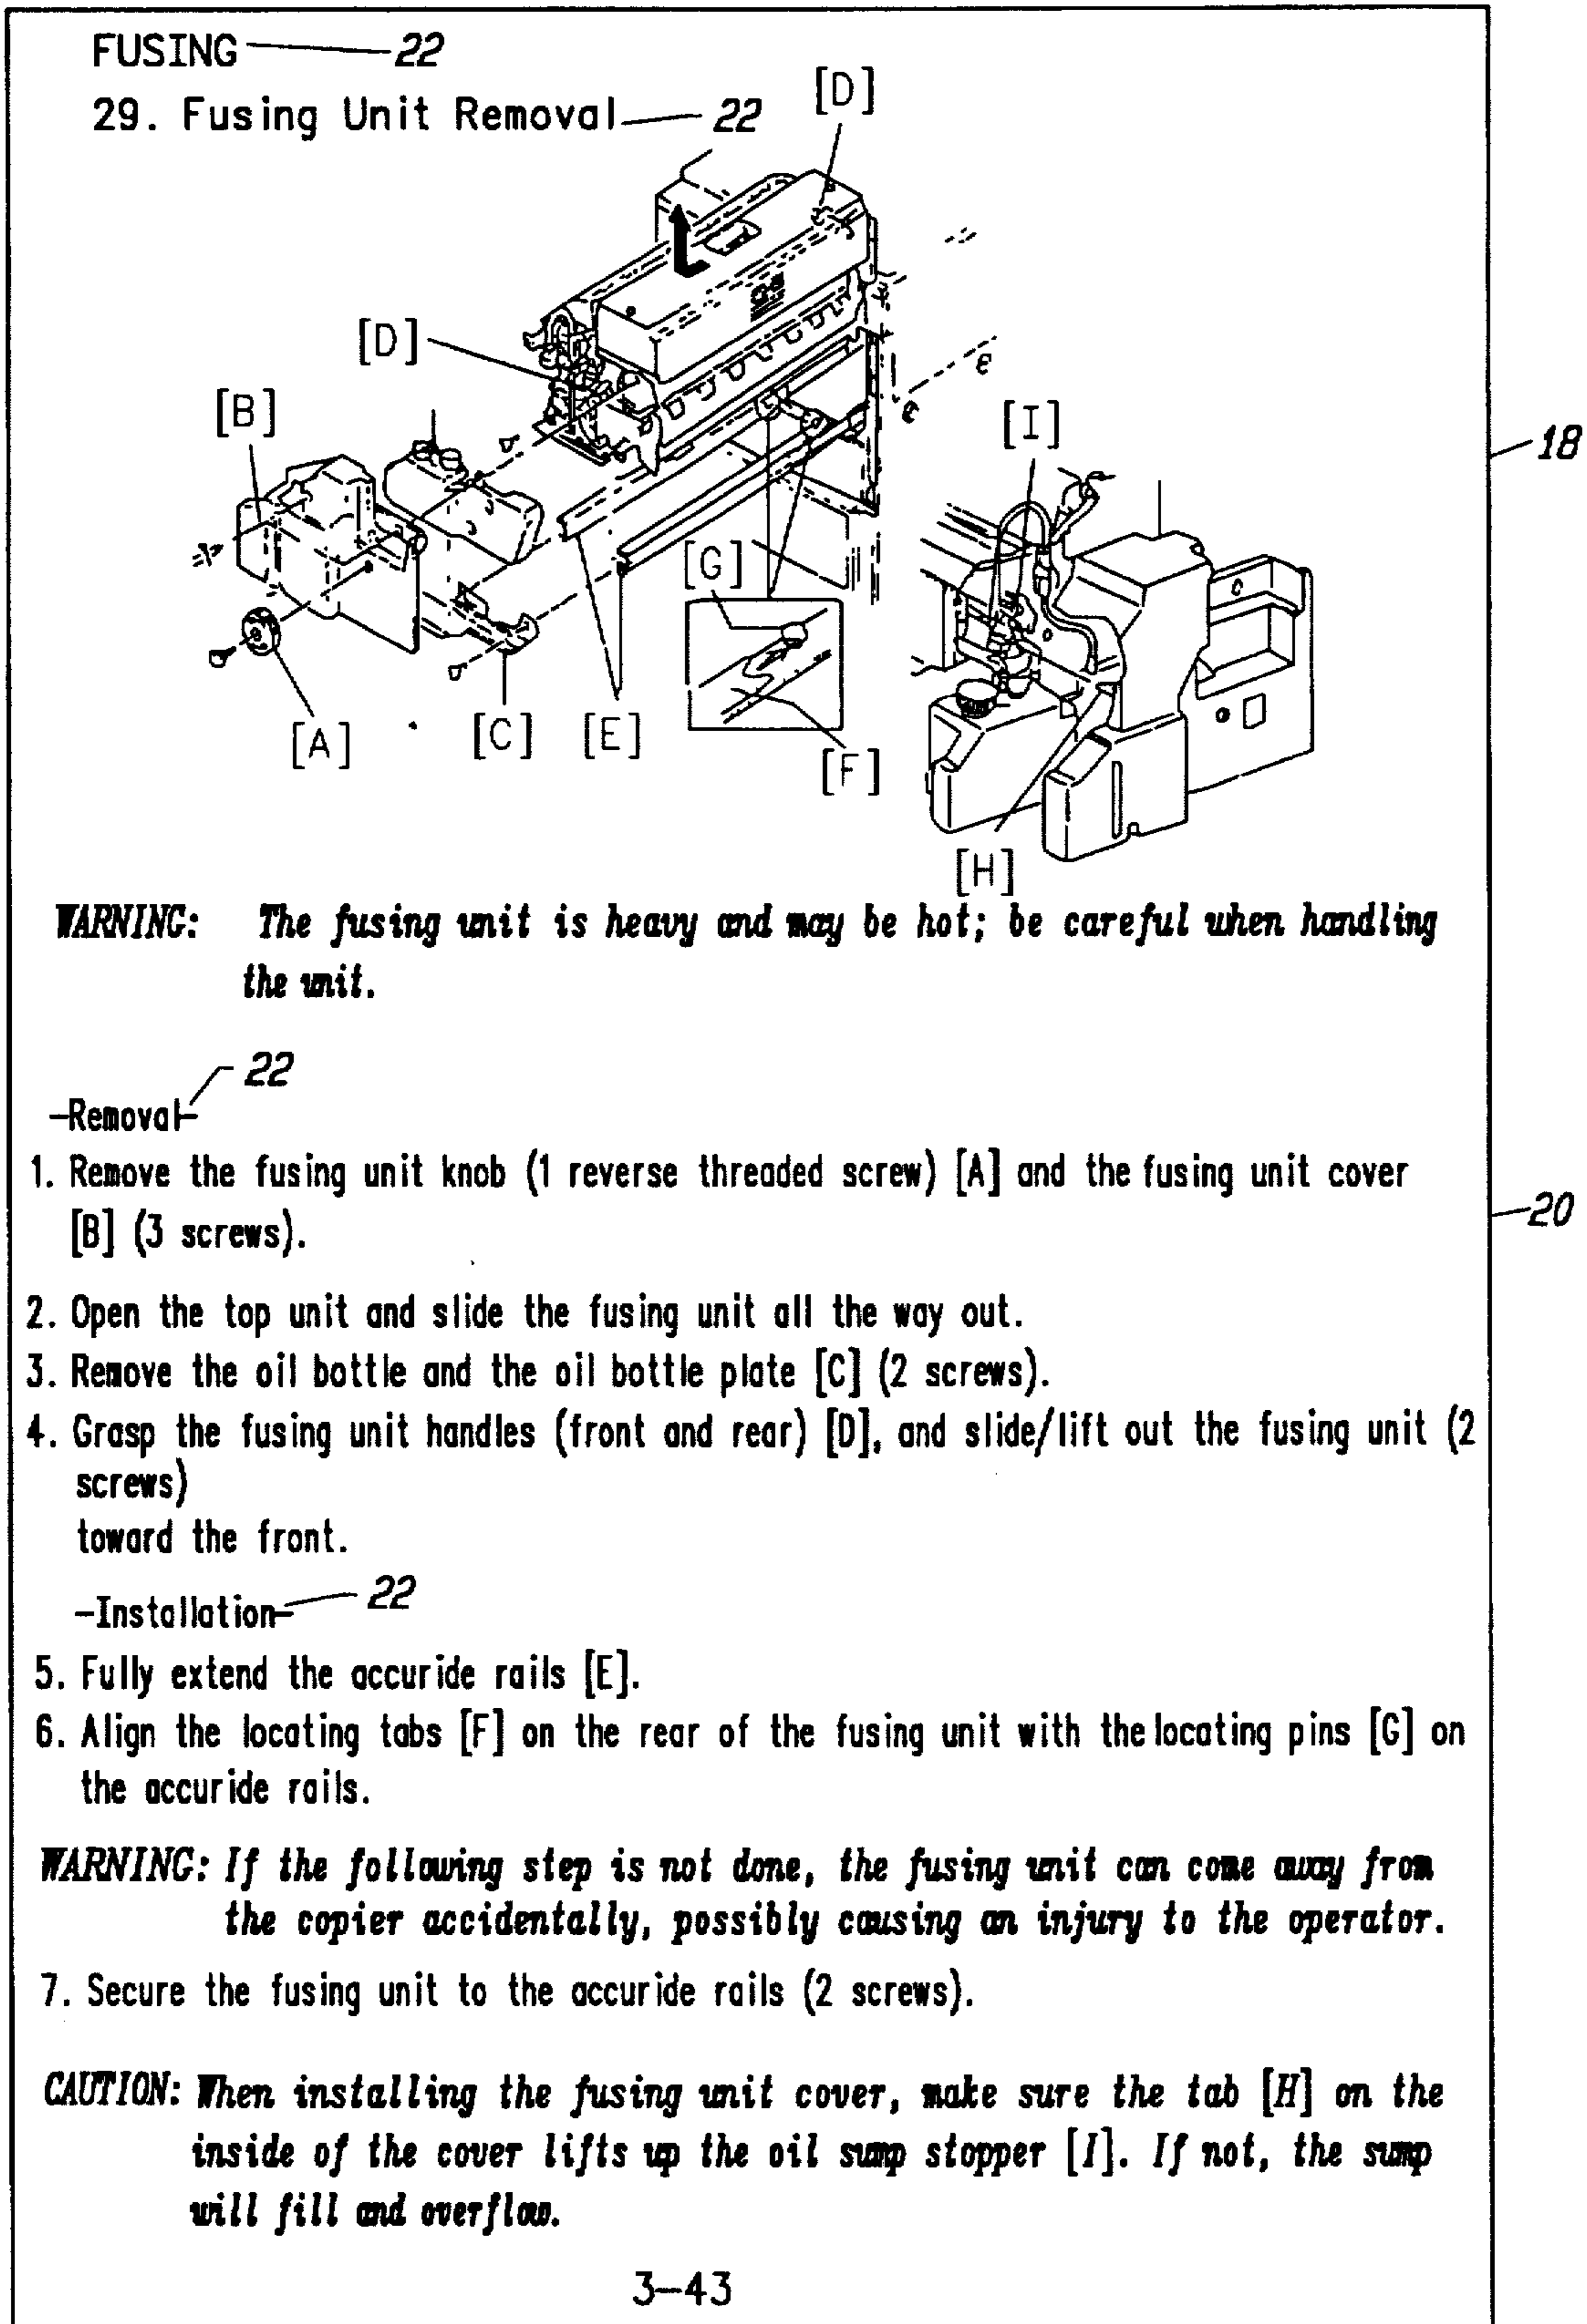 FUSING 22
29. Fusing Unit Removal 22
[D]
[D]
[B]
[I]
18
[G]
[A]
[C]
[E]
[F]
[H]
WARNING: The fusing unit is heavy and may be hot; be careful when handling
the unit.
22
-Removal-
1. Remove the fusing unit knob (1 reverse threaded screw) [A] and the fusing unit cover
20
[B] (3 screws).
2. Open the top unit and slide the fusing unit all the way out.
3. Remove the oil bottle and the oil bottle plate [C] (2 screws).
4. Grasp the fusing unit handles (front and rear) [D], and slide/lift out the fusing unit (2
screws)
toward the front.
-Installation- 22
5. Fully extend the accuride rails [E].
6. Align the locating tabs [F] on the rear of the fusing unit with the locating pins [G] on
the accuride rails.
WARNING: If the following step is not done, the fusing unit can come away from
the copier accidentally, possibly causing an injury to the operator.
7. Secure the fusing unit to the accuride rails (2 screws).
CAUTION: When installing the fusing unit cover, make sure the tab [H] on the
inside of the cover lifts up the oil sump stopper [I]. If not, the sump
will fill and overflow.
3-43